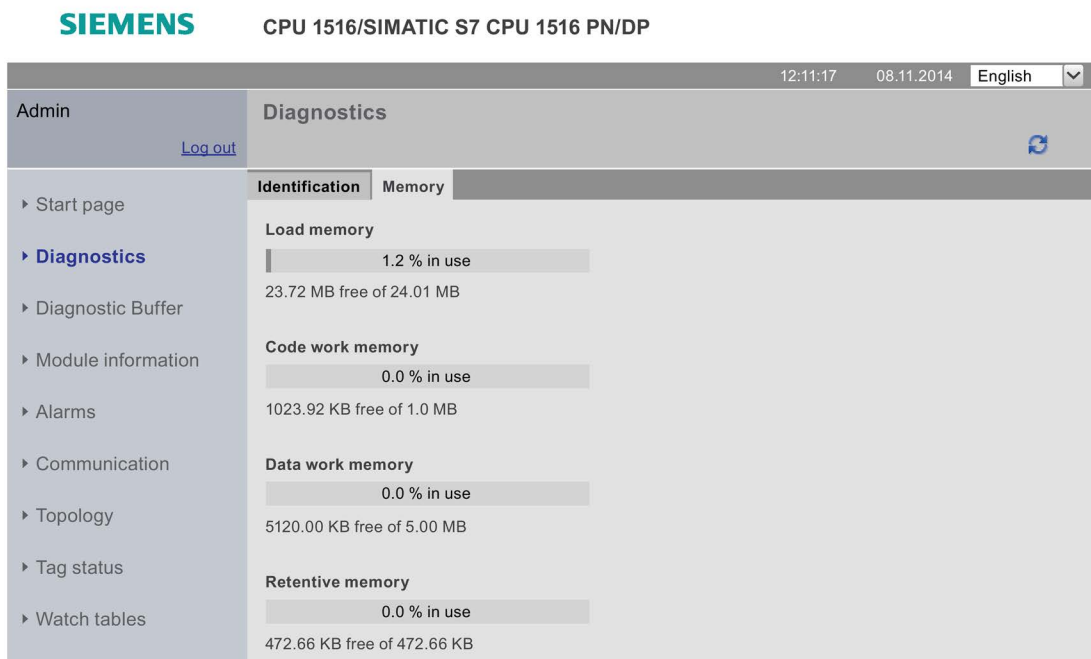 SIEMENS CPU 1516/SIMATIC S7 CPU 1516 PN/DP
12:11:17 08.11.2014 English
Admin
Log out
Diagnostics
Start page
Diagnostics
Diagnostic Buffer
Module information
Alarms
Communication
Topology
Tag status
Watch tables
Identification Memory
Load memory
1.2 % in use
23.72 MB free of 24.01 MB
Code work memory
0.0 % in use
1023.92 KB free of 1.0 MB
Data work memory
0.0 % in use
5120.00 KB free of 5.00 MB
Retentive memory
0.0 % in use
472.66 KB free of 472.66 KB